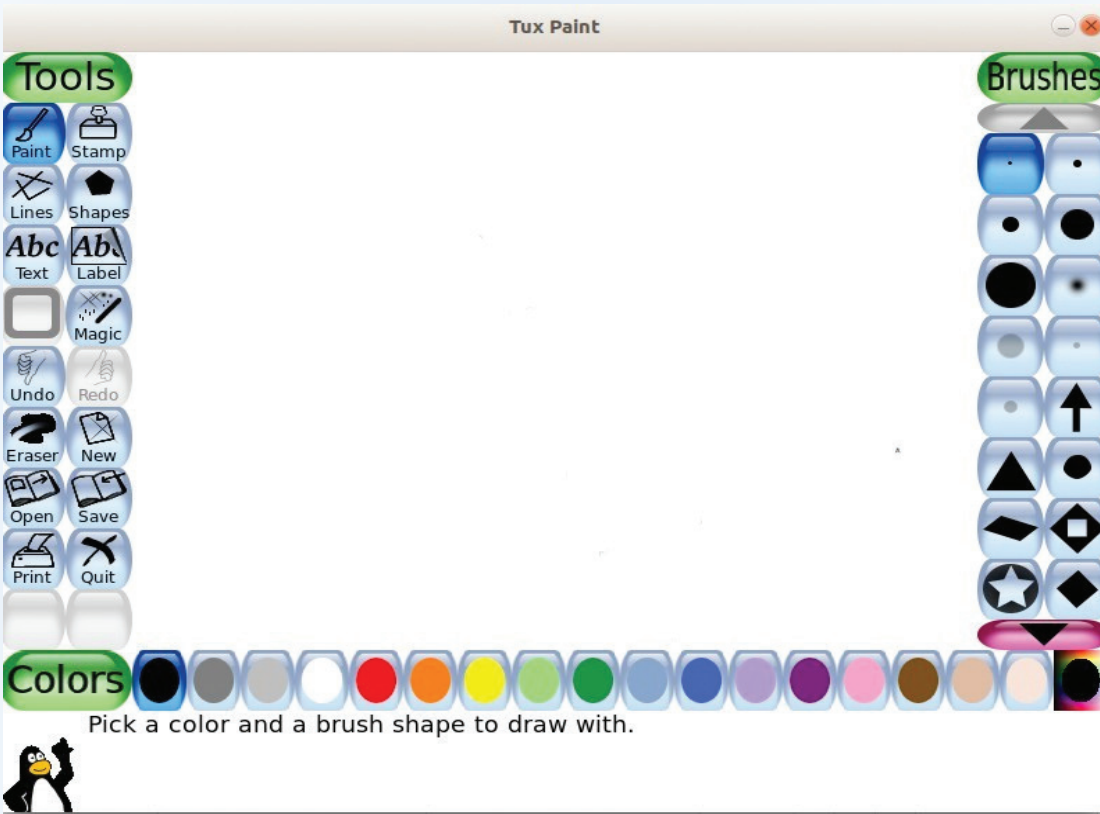 Tux Paint
Tools
Brushes
Paint
Stamp
Lines
Shapes
Abc
Abc
Text
Label
Magic
Undo
Redo
Eraser
New
Open
Save
Print
Quit
Colors
Pick a color and a brush shape to draw with.